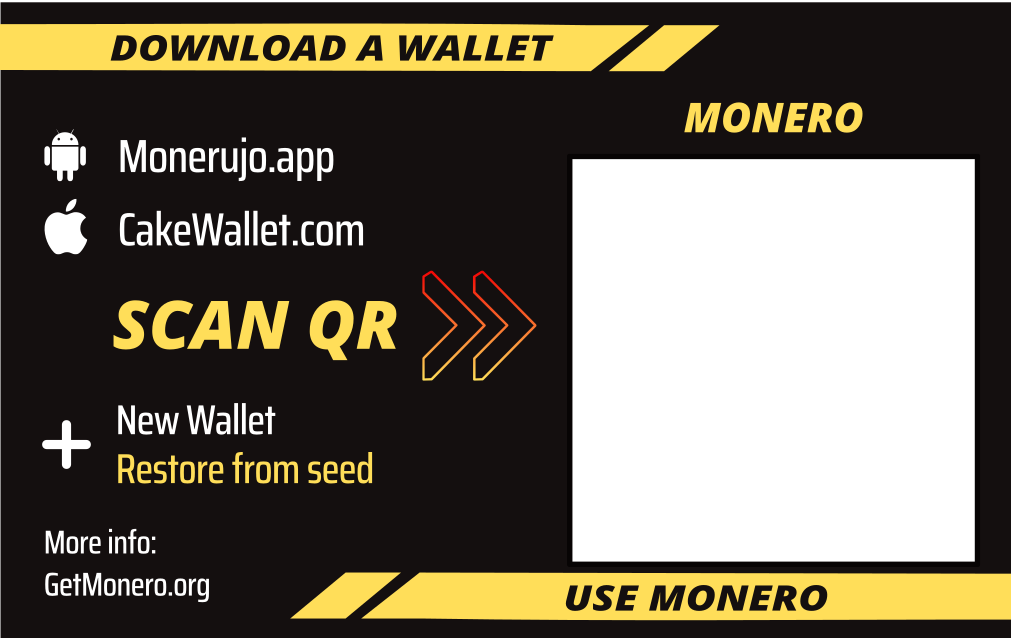 DOWNLOAD A WALLET
MONERO
Monerujo.app
CakeWallet.com
SCAN QR
New Wallet
Restore from seed
More info:
GetMonero.org
USE MONERO